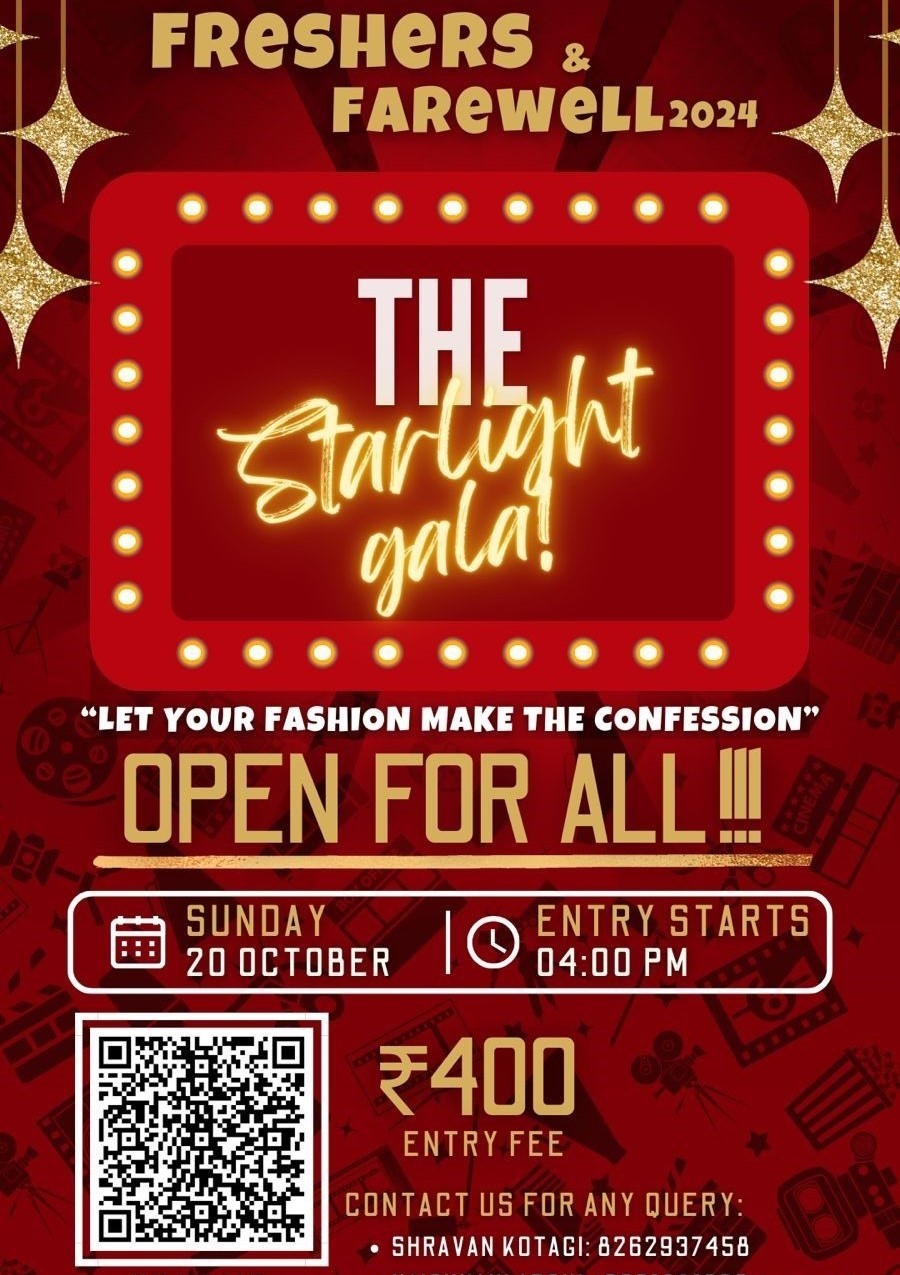 FRESHERS &
FAREWELL 2024
THE
Starlight
gala!
“LET YOUR FASHION MAKE THE CONFESSION”
OPEN FOR ALL!!!
SUNDAY
20 OCTOBER
ENTRY STARTS
04:00 PM
₹400
ENTRY FEE
CONTACT US FOR ANY QUERY:
• SHRAVAN KOTAGI: 8262937458
CINEMA